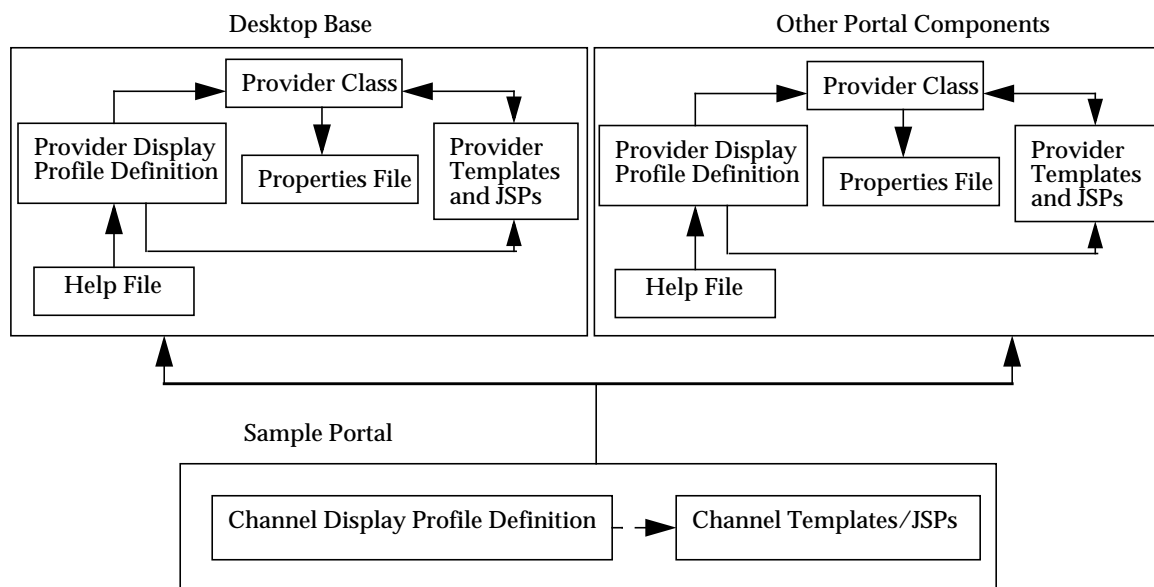 Desktop Base
Provider Class
Provider Display
Profile Definition
Properties File
Provider
Templates
and JSPs
Help File
Other Portal Components
Provider Class
Provider Display
Profile Definition
Properties File
Provider
Templates
and JSPs
Help File
Sample Portal
Channel Display Profile Definition
Channel Templates/JSPs